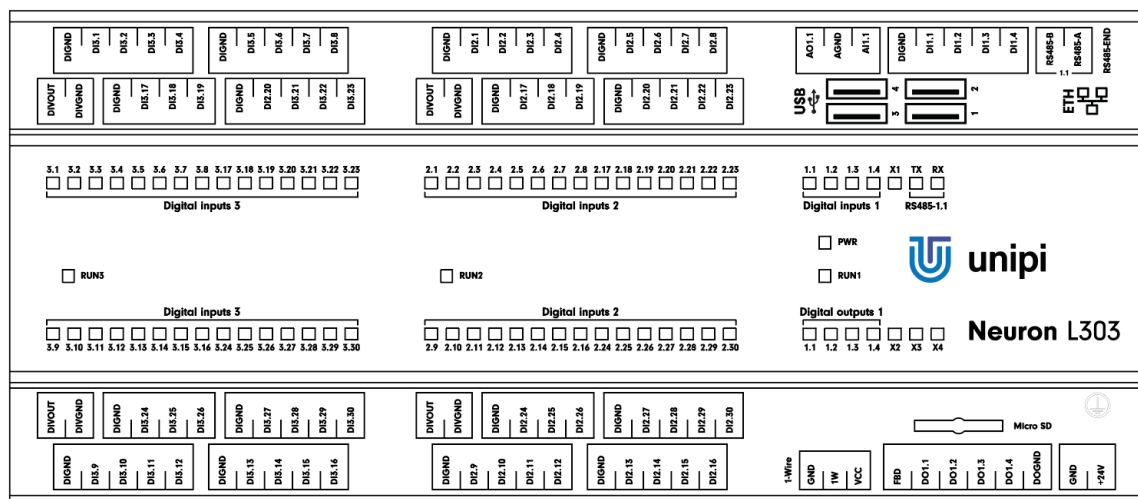 DIGND DI3.1 DI3.2 DI3.3 DI3.4 DIGND DI3.5 DI3.6 DI3.7 DI3.8 DIGND DI2.1 DI2.2 DI2.3 DI2.4 DIGND DI2.5 DI2.6 DI2.7 DI2.8 AO1.1 AGND AI1.1 DIGND DI1.1 DI1.2 DI1.3 DI1.4 RS485-B RS485-A RS485-END
1.1
DIVOUT DIVGND DIGND DI3.17 DI3.18 DI3.19 DIGND DI3.20 DI3.21 DI3.22 DI3.23 DIVOUT DIVGND DIGND DI2.17 DI2.18 DI2.19 DIGND DI2.20 DI2.21 DI2.22 DI2.23 USB 4 3 2 1 ETH
3.1 3.2 3.3 3.4 3.5 3.6 3.7 3.8 3.17 3.18 3.19 3.20 3.21 3.22 3.23 2.1 2.2 2.3 2.4 2.5 2.6 2.7 2.8 2.17 2.18 2.19 2.20 2.21 2.22 2.23 1.1 1.2 1.3 1.4 X1 TX RX
Digital inputs 3 Digital inputs 2 Digital inputs 1 RS485-1.1
PWR
unipi
RUN3 RUN2 RUN1
Digital inputs 3 Digital inputs 2 Digital outputs 1
Neuron L303
3.9 3.10 3.11 3.12 3.13 3.14 3.15 3.16 3.24 3.25 3.26 3.27 3.28 3.29 3.30 2.9 2.10 2.11 2.12 2.13 2.14 2.15 2.16 2.24 2.25 2.26 2.27 2.28 2.29 2.30 1.1 1.2 1.3 1.4 X2 X3 X4
DIVOUT DIVGND DIGND DI3.24 DI3.25 DI3.26 DIGND DI3.27 DI3.28 DI3.29 DI3.30 DIVOUT DIVGND DIGND DI2.24 DI2.25 DI2.26 DIGND DI2.27 DI2.28 DI2.29 DI2.30 Micro SD
DIGND DI3.9 DI3.10 DI3.11 DI3.12 DIGND DI3.13 DI3.14 DI3.15 DI3.16 DIGND DI2.9 DI2.10 DI2.11 DI2.12 DIGND DI2.13 DI2.14 DI2.15 DI2.16 1-Wire GND 1W VCC FBD DO1.1 DO1.2 DO1.3 DO1.4 DOGND GND +24V